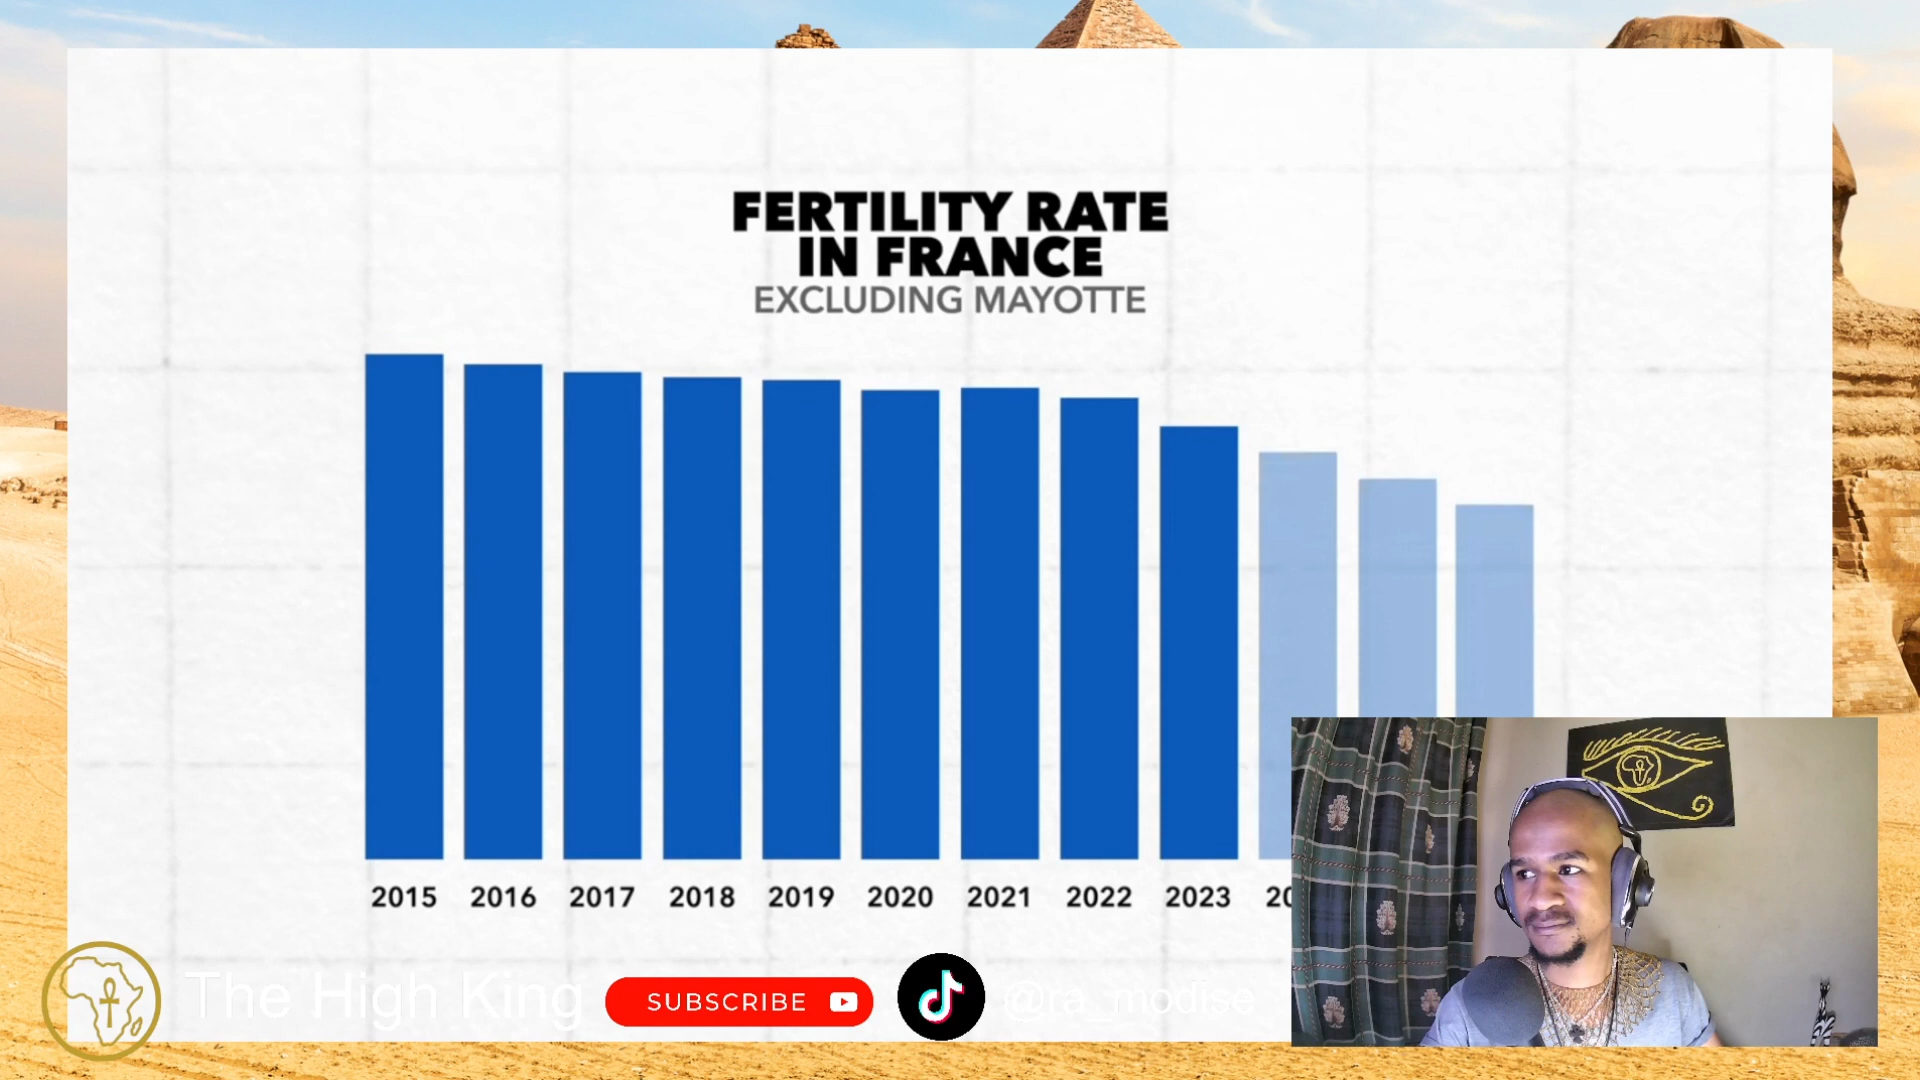 FERTILITY RATE
IN FRANCE
EXCLUDING MAYOTTE
2015 2016 2017 2018 2019 2020 2021 2022 2023
The High King
SUBSCRIBE
@ra_modise